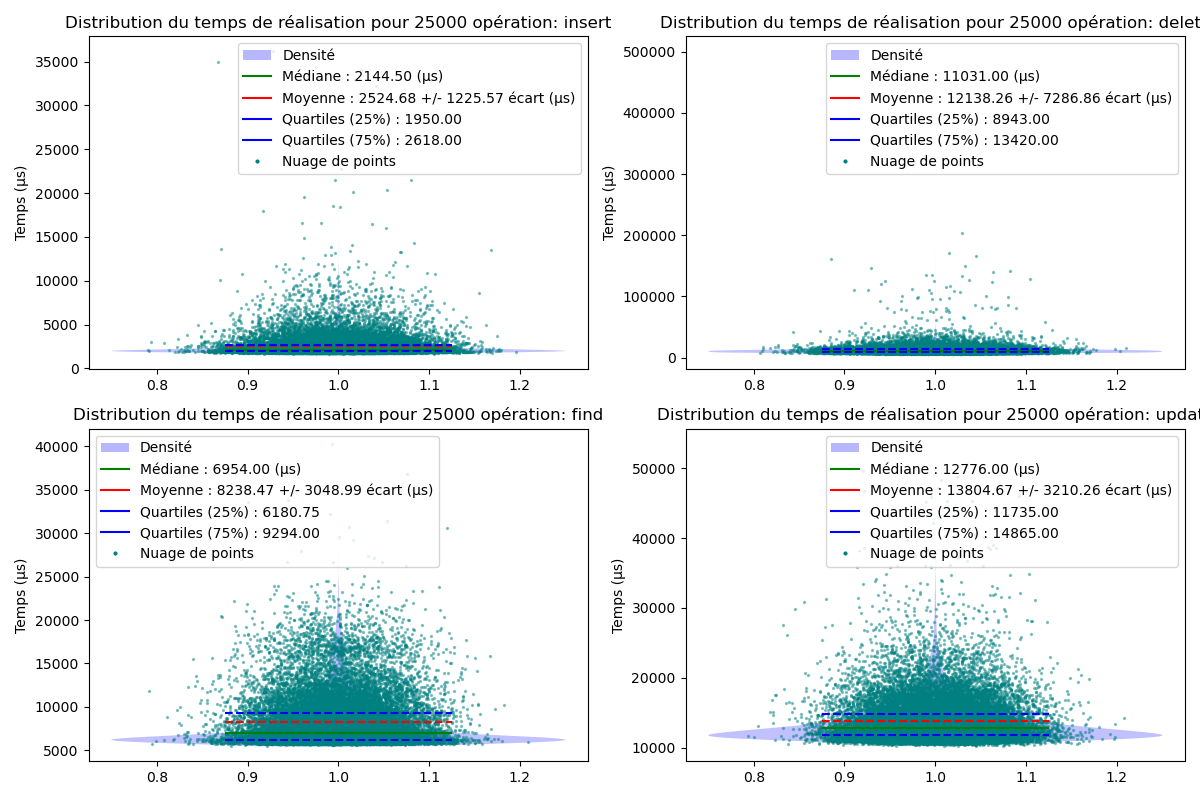 Distribution du temps de réalisation pour 25000 opération: insert
Temps (µs)
35000
30000
25000
20000
15000
10000
5000
0
Densité
Médiane : 2144.50 (µs)
Moyenne : 2524.68 +/- 1225.57 écart (µs)
Quartiles (25%) : 1950.00
Quartiles (75%) : 2618.00
Nuage de points
0.8 0.9 1.0 1.1 1.2
Distribution du temps de réalisation pour 25000 opération: delet
Temps (µs)
500000
400000
300000
200000
100000
0
Densité
Médiane : 11031.00 (µs)
Moyenne : 12138.26 +/- 7286.86 écart (µs)
Quartiles (25%) : 8943.00
Quartiles (75%) : 13420.00
Nuage de points
0.8 0.9 1.0 1.1 1.2
Distribution du temps de réalisation pour 25000 opération: find
Temps (µs)
40000
35000
30000
25000
20000
15000
10000
5000
Densité
Médiane : 6954.00 (µs)
Moyenne : 8238.47 +/- 3048.99 écart (µs)
Quartiles (25%) : 6180.75
Quartiles (75%) : 9294.00
Nuage de points
0.8 0.9 1.0 1.1 1.2
Distribution du temps de réalisation pour 25000 opération: updat
Temps (µs)
50000
40000
30000
20000
10000
Densité
Médiane : 12776.00 (µs)
Moyenne : 13804.67 +/- 3210.26 écart (µs)
Quartiles (25%) : 11735.00
Quartiles (75%) : 14865.00
Nuage de points
0.8 0.9 1.0 1.1 1.2